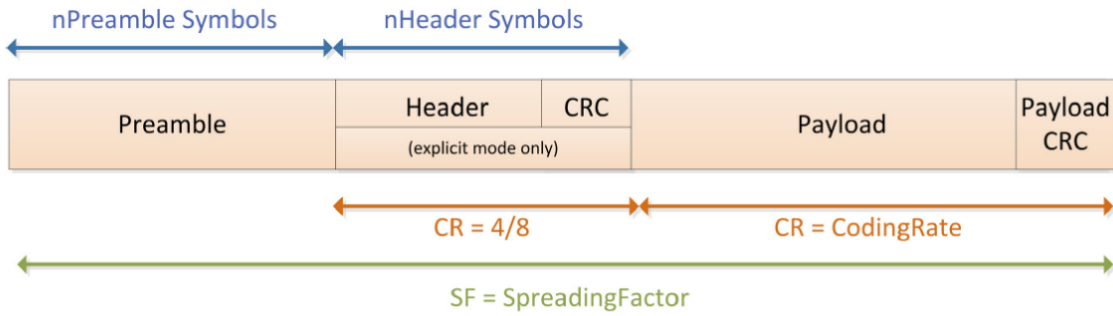 nPreamble Symbols
nHeader Symbols
Preamble
Header
CRC
(explicit mode only)
Payload
Payload
CRC
CR = 4/8
CR = CodingRate
SF = SpreadingFactor